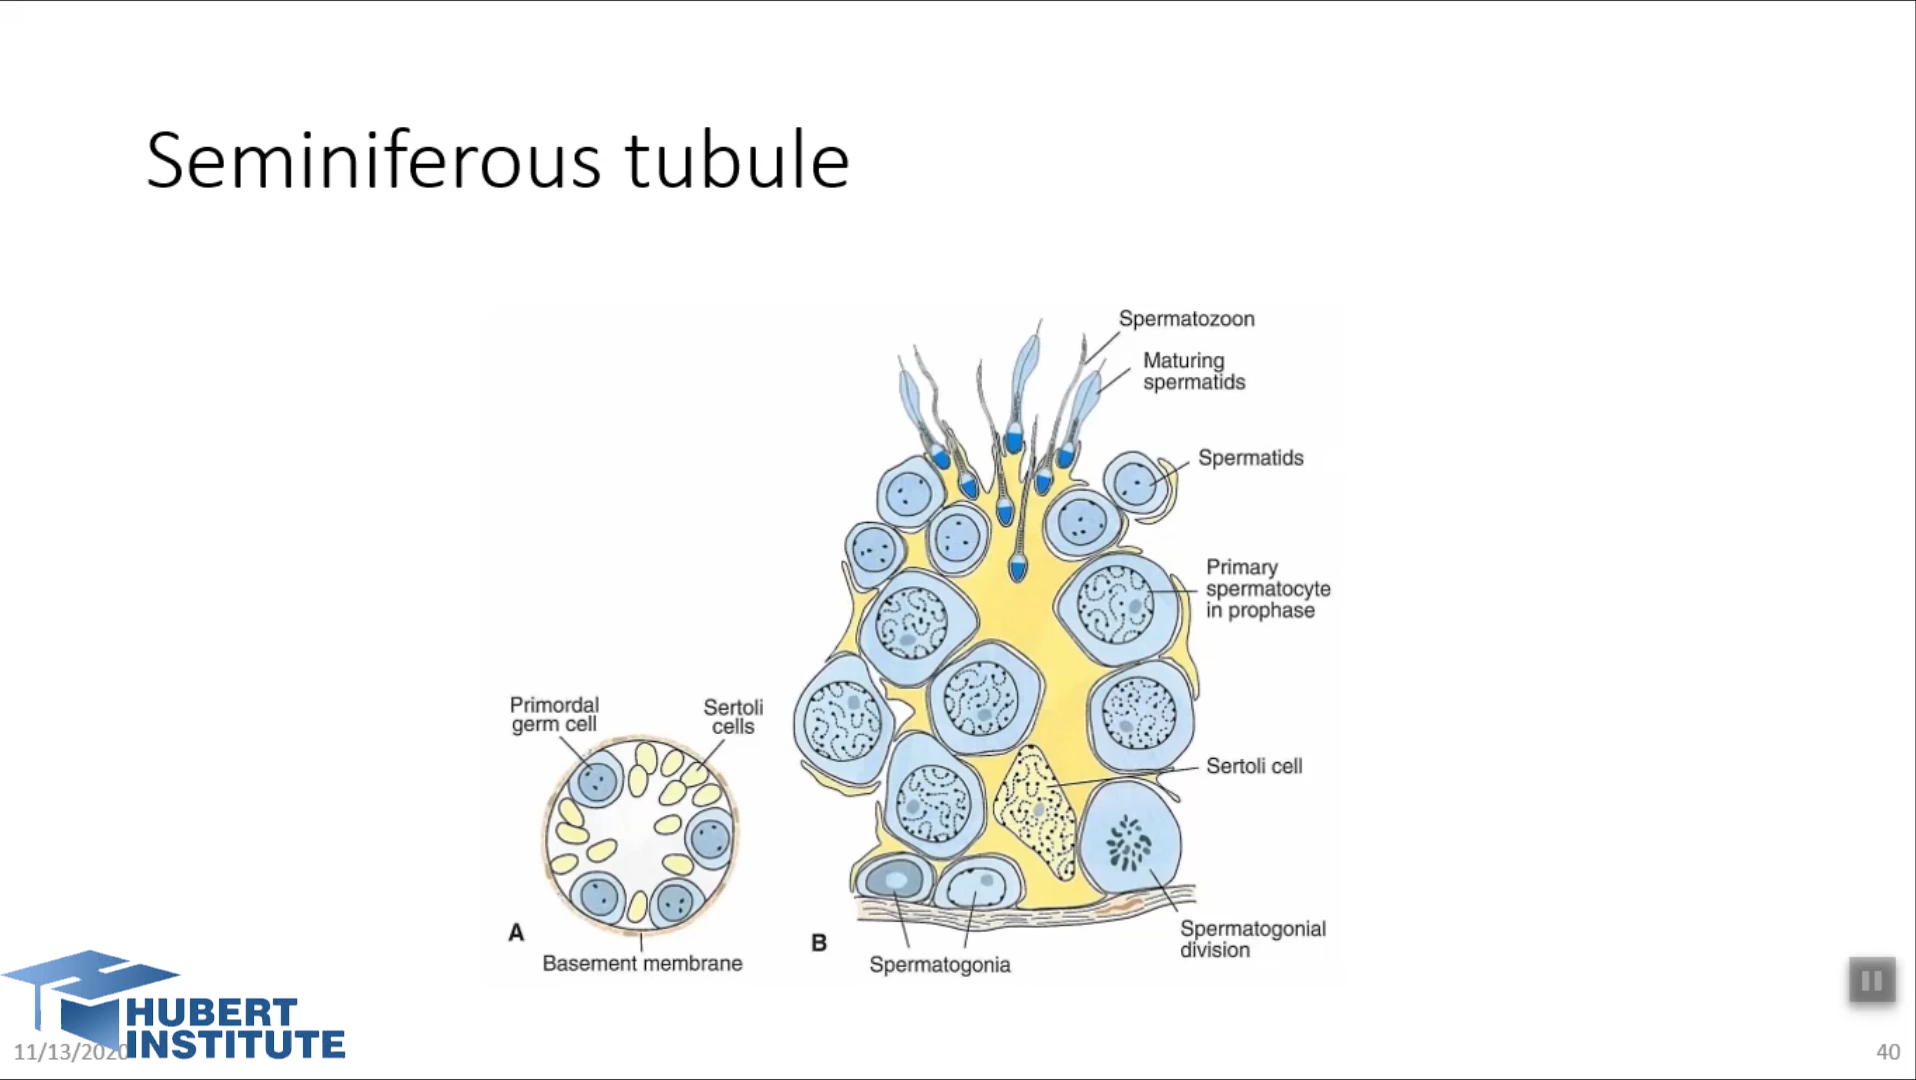 Seminiferous tubule
Spermatozoon
Maturing
spermatids
Spermatids
Primary
spermatocyte
in prophase
Sertoli cell
Spermatogonial
division
Spermatogonia
B
Primordal
germ cell
Sertoli
cells
A
Basement membrane
HUBERT
INSTITUTE
11/13/2020
40